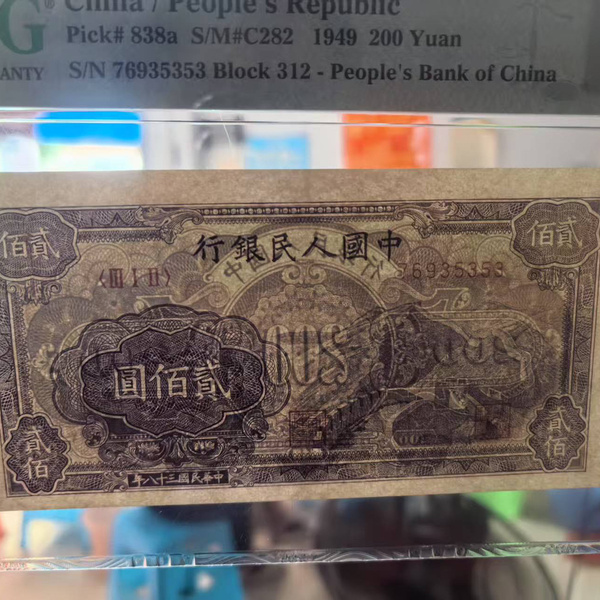 China / People's Republic
Pick# 838a S/M#C282 1949 200 Yuan
S/N 76935353 Block 312 - People's Bank of China
行銀民人國中
佰貳
佰貳
〈III I II〉
76935353
圓佰貳
200
貳佰
貳佰
年八十三國民華中